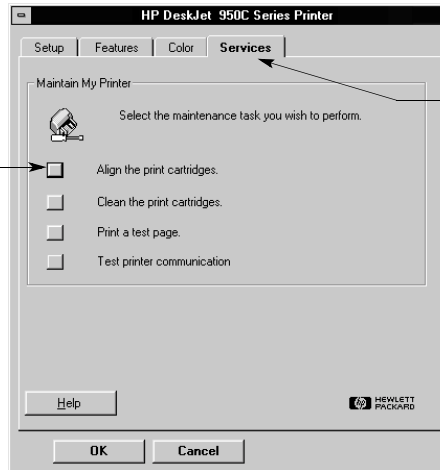 HP DeskJet 950C Series Printer
Setup Features Color Services
Maintain My Printer
Select the maintenance task you wish to perform.
Align the print cartridges.
Clean the print cartridges.
Print a test page.
Test printer communication
Help
hp HEWLETT
PACKARD
OK Cancel